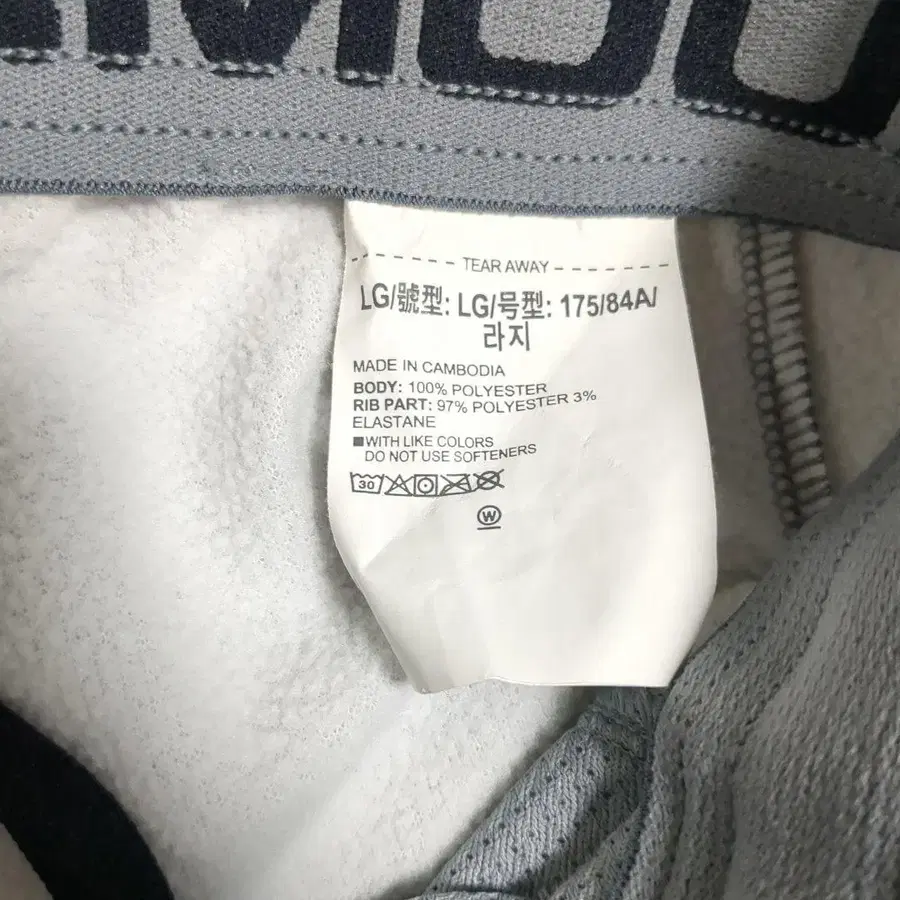 TEAR AWAY
LG/號型: LG/号型: 175/84A/
라지
MADE IN CAMBODIA
BODY: 100% POLYESTER
RIB PART: 97% POLYESTER 3%
ELASTANE
WITH LIKE COLORS
DO NOT USE SOFTENERS
30
W